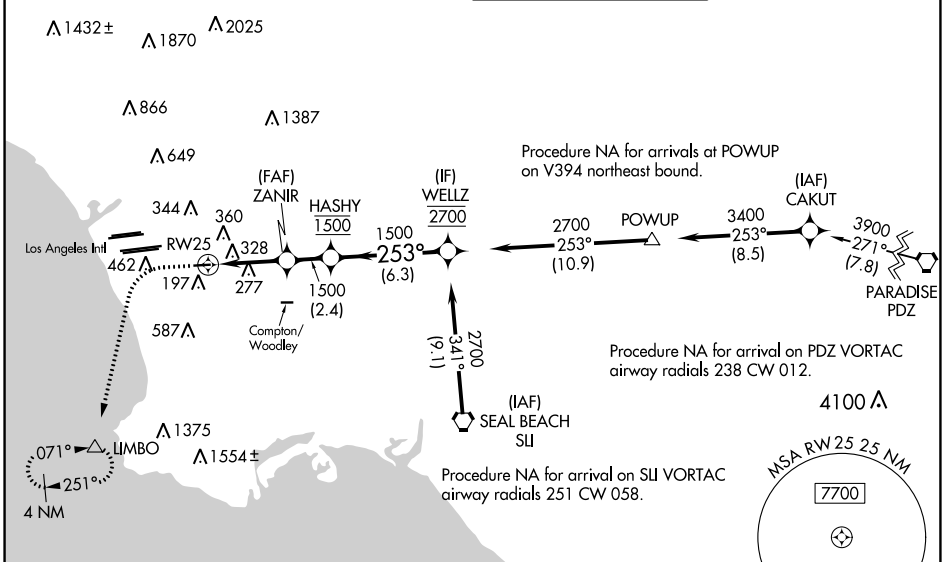 1432±
1870
2025
866
1387
649
Procedure NA for arrivals at POWUP
on V394 northeast bound.
(FAF)
ZANIR
HASHY
1500
(IF)
WELLZ
2700
(IAF)
CAKUT
344
360
Los Angeles Intl
RW25
328
462
197
277
1500
253°
(6.3)
2700
253°
(10.9)
POWUP
3400
253°
(8.5)
3900
271°
(7.8)
PARADISE
PDZ
1500
(2.4)
Compton/
Woodley
587
2700
341°
(9.1)
Procedure NA for arrival on PDZ VORTAC
airway radials 238 CW 012.
4100
(IAF)
SEAL BEACH
SLI
1375
1554±
071°
LIMBO
251°
4 NM
Procedure NA for arrival on SLI VORTAC
airway radials 251 CW 058.
MSA RW25 25 NM
7700